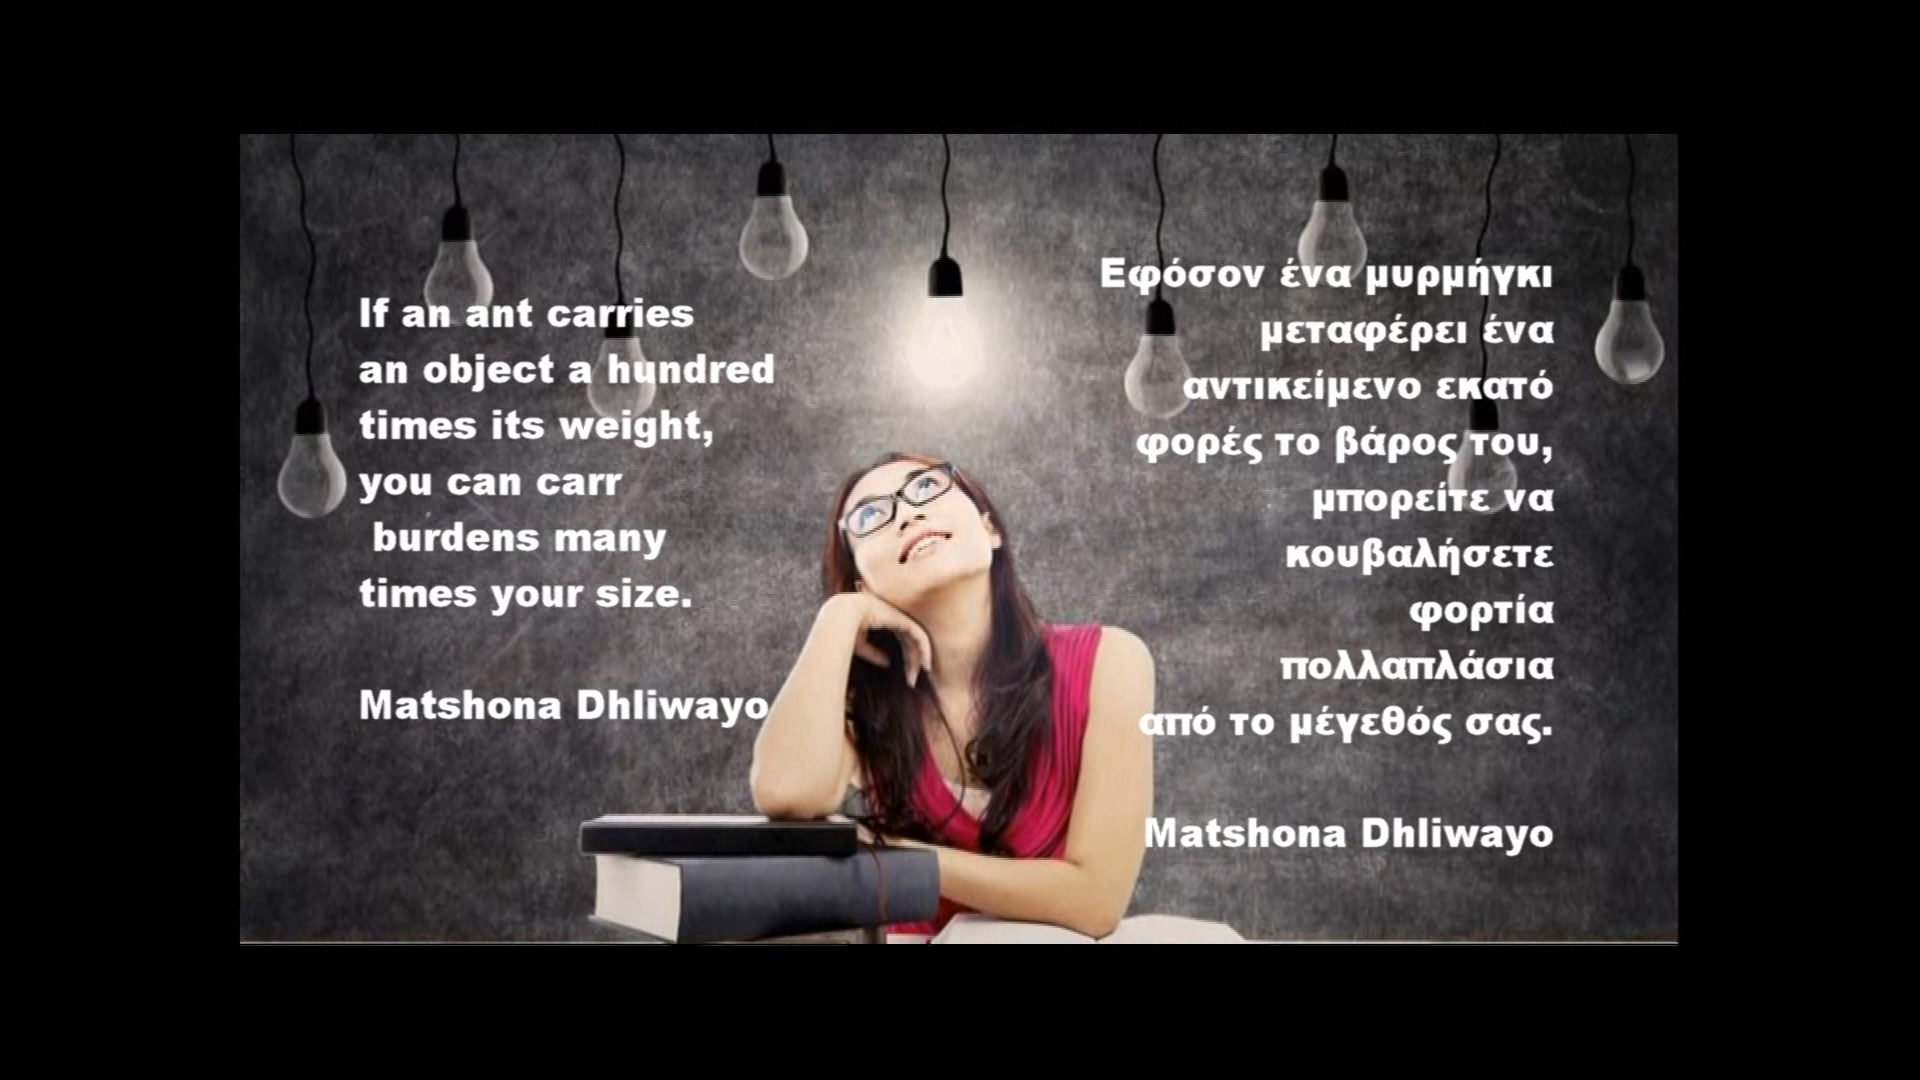 If an ant carries
an object a hundred
times its weight,
you can carr
burdens many
times your size.
Matshona Dhliwayo
Εφόσον ένα μυρμήγκι
μεταφέρει ένα
αντικείμενο εκατό
φορές το βάρος του,
μπορείτε να
κουβαλήσετε
φορτία
πολλαπλάσια
από το μέγεθός σας.
Matshona Dhliwayo